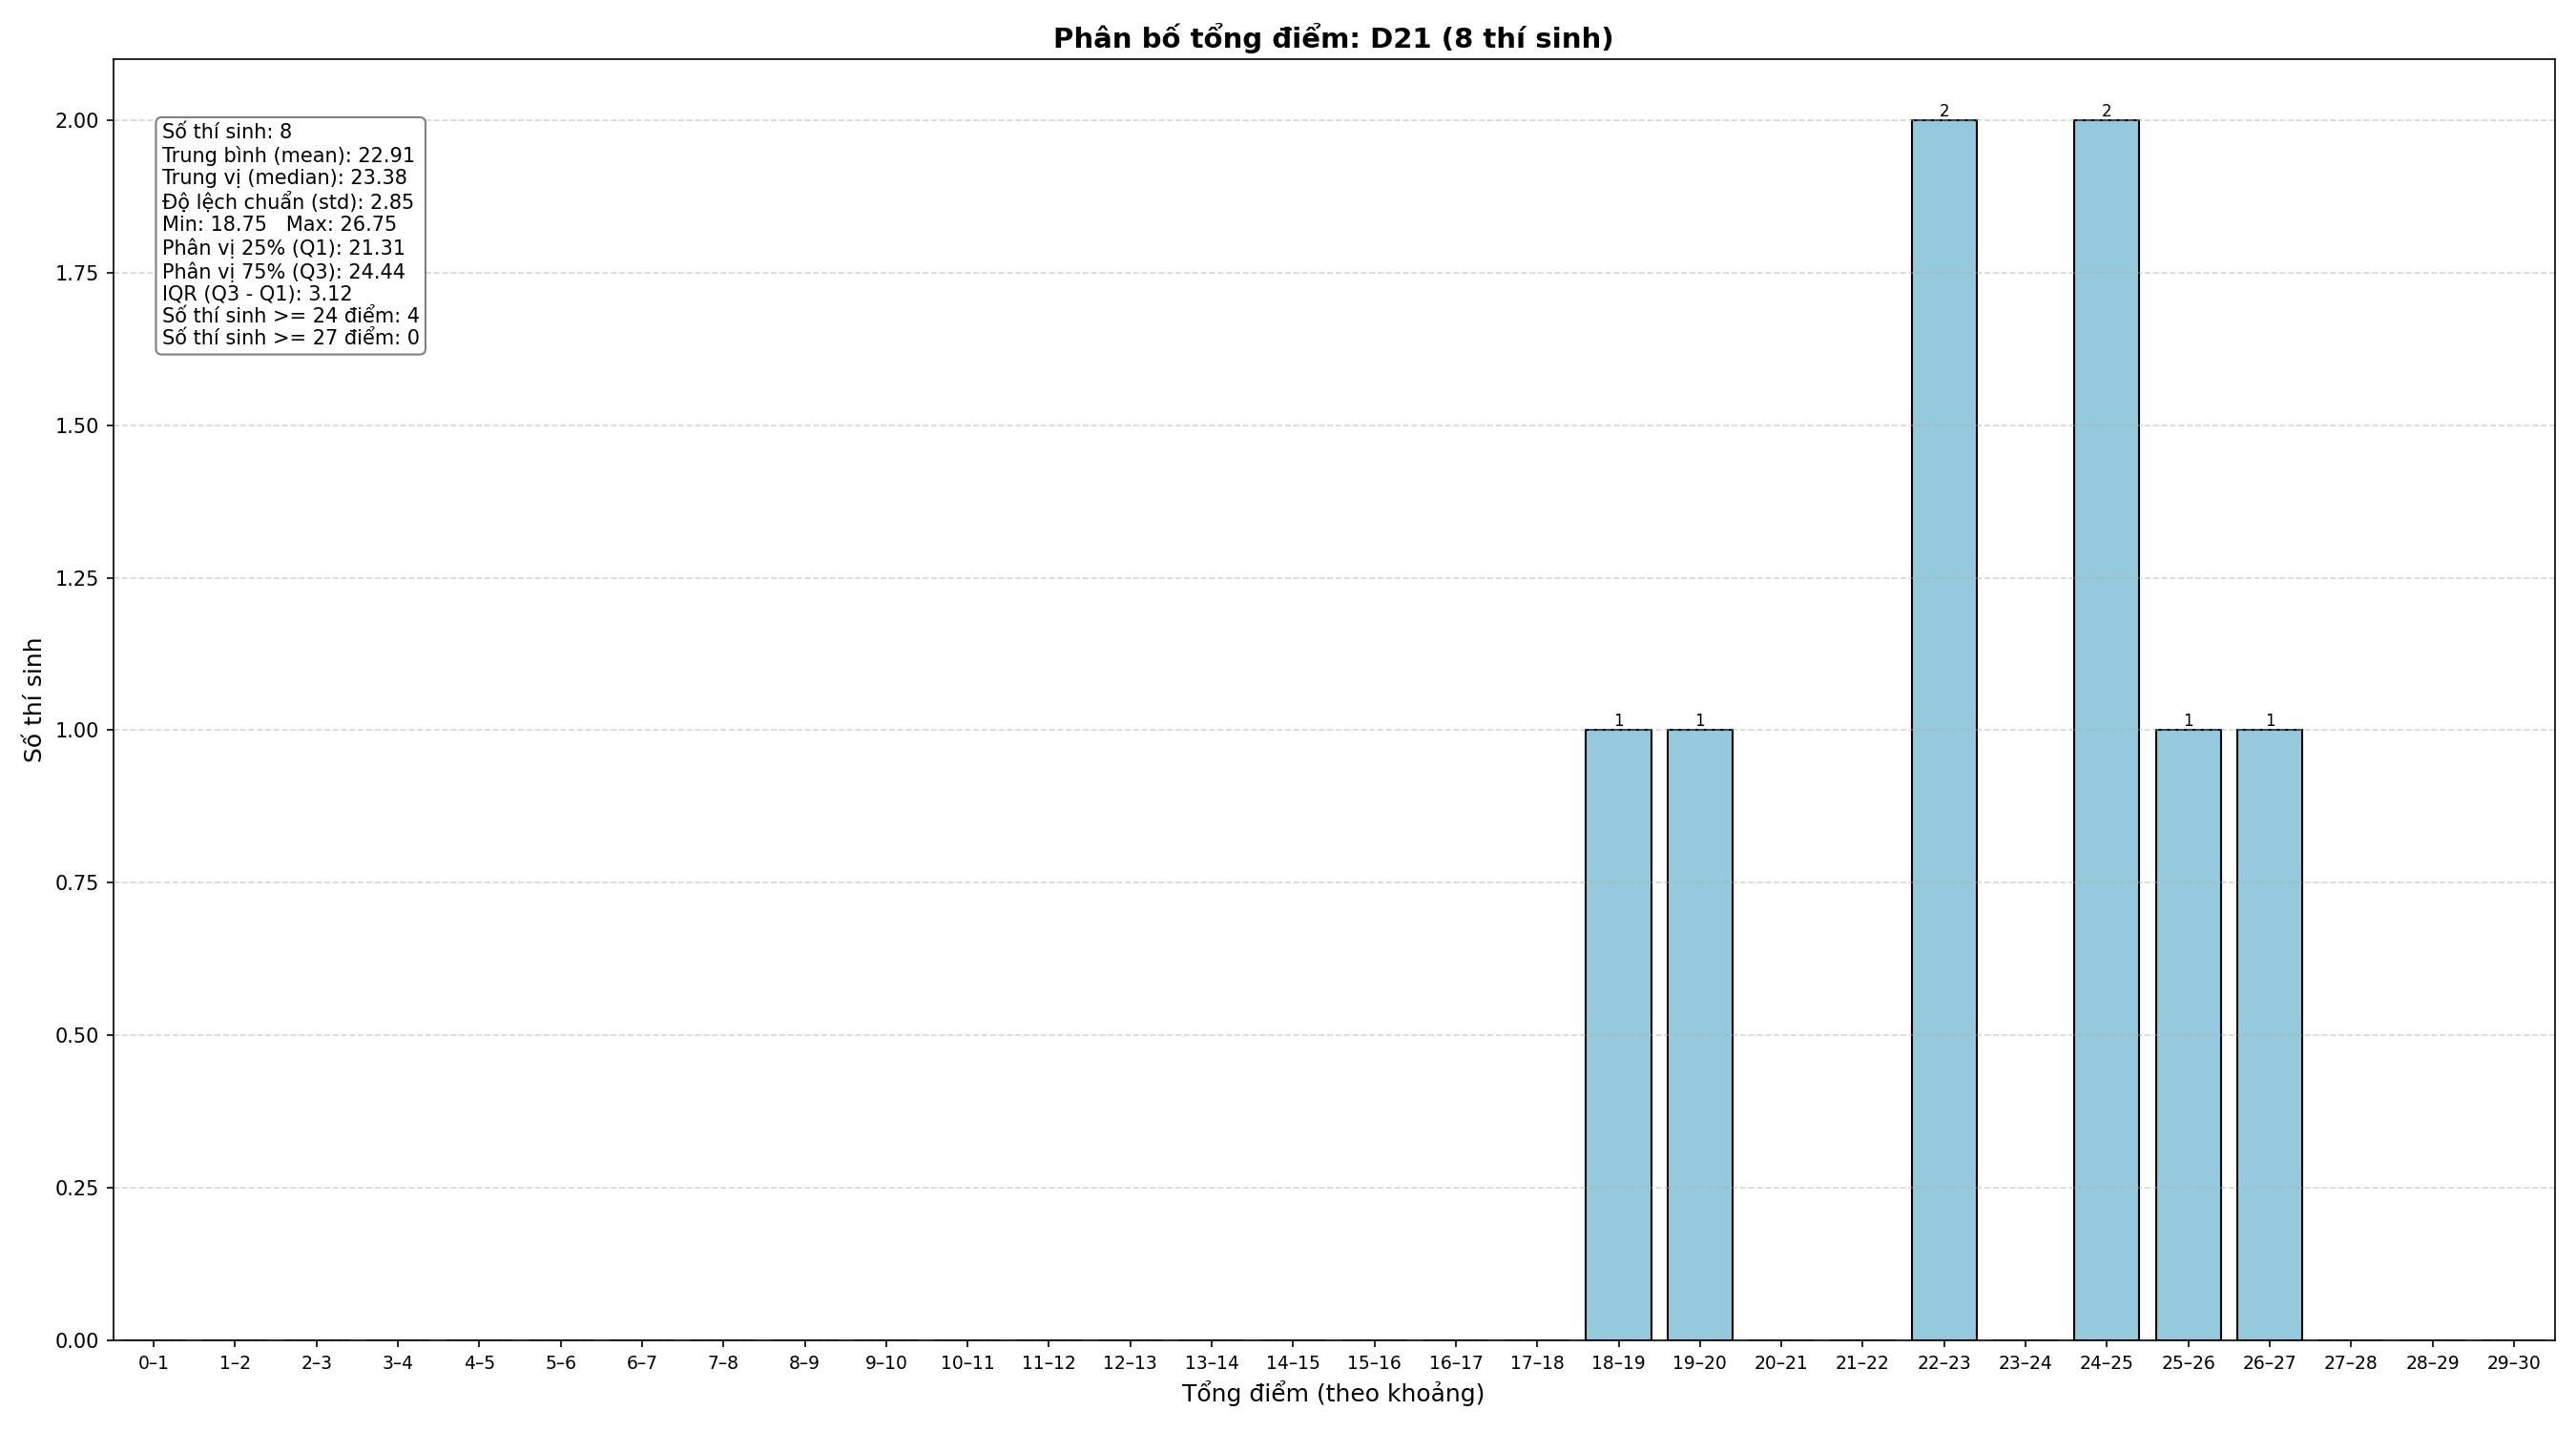 Phân bố tổng điểm: D21 (8 thí sinh)
2.00
1.75
1.50
1.25
1.00
0.75
0.50
0.25
0.00
Số thí sinh
Số thí sinh: 8
Trung bình (mean): 22.91
Trung vị (median): 23.38
Độ lệch chuẩn (std): 2.85
Min: 18.75   Max: 26.75
Phân vị 25% (Q1): 21.31
Phân vị 75% (Q3): 24.44
IQR (Q3 - Q1): 3.12
Số thí sinh >= 24 điểm: 4
Số thí sinh >= 27 điểm: 0
1 1 2 2 1 1
0–1 1–2 2–3 3–4 4–5 5–6 6–7 7–8 8–9 9–10 10–11 11–12 12–13 13–14 14–15 15–16 16–17 17–18 18–19 19–20 20–21 21–22 22–23 23–24 24–25 25–26 26–27 27–28 28–29 29–30
Tổng điểm (theo khoảng)